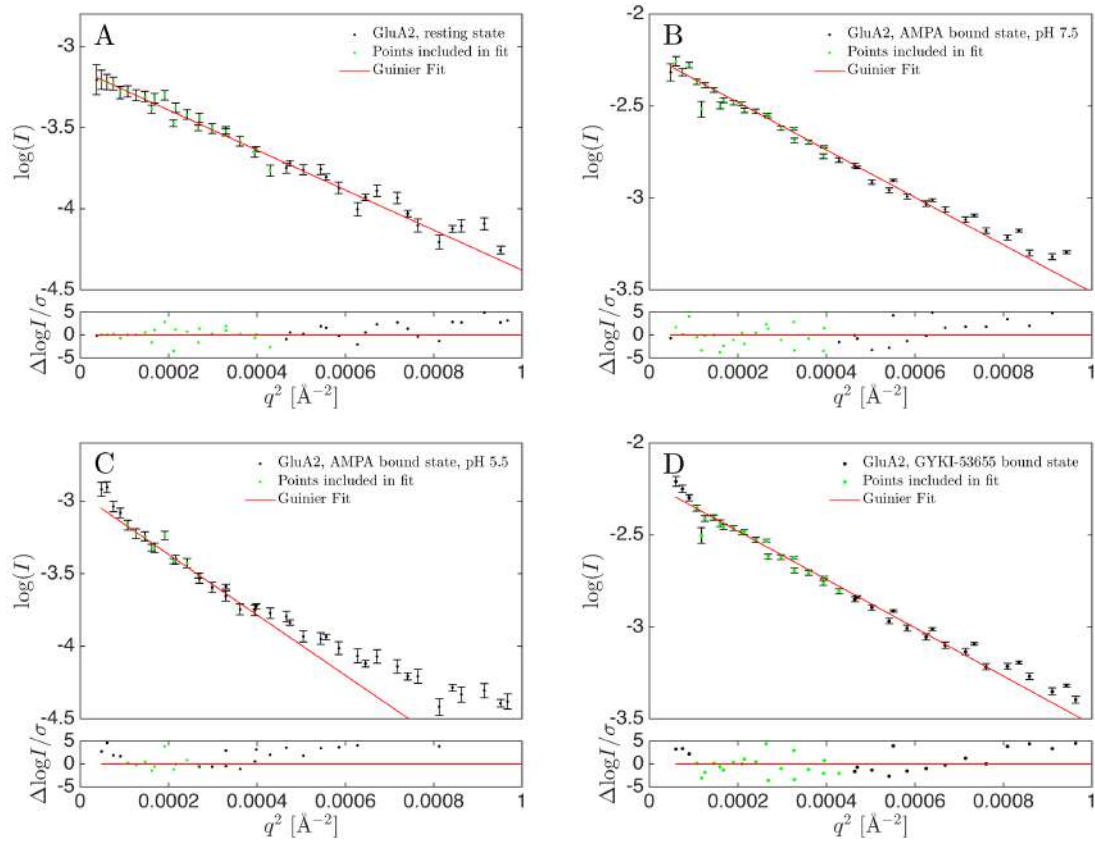 A
GluA2, resting state
Points included in fit
Guinier Fit
-3
-3.5
-4
-4.5
log(I)
5
0
-5
Δlog I/σ
0 0.0002 0.0004 0.0006 0.0008 1
q² [Å⁻²]
B
GluA2, AMPA bound state, pH 7.5
Points included in fit
Guinier Fit
-2
-2.5
-3
-3.5
log(I)
5
0
-5
Δlog I/σ
0 0.0002 0.0004 0.0006 0.0008 1
q² [Å⁻²]
C
GluA2, AMPA bound state, pH 5.5
Points included in fit
Guinier Fit
-3
-3.5
-4
-4.5
log(I)
5
0
-5
Δlog I/σ
0 0.0002 0.0004 0.0006 0.0008 1
q² [Å⁻²]
D
GluA2, GYKI-53655 bound state
Points included in fit
Guinier Fit
-2
-2.5
-3
-3.5
log(I)
5
0
-5
Δlog I/σ
0 0.0002 0.0004 0.0006 0.0008 1
q² [Å⁻²]